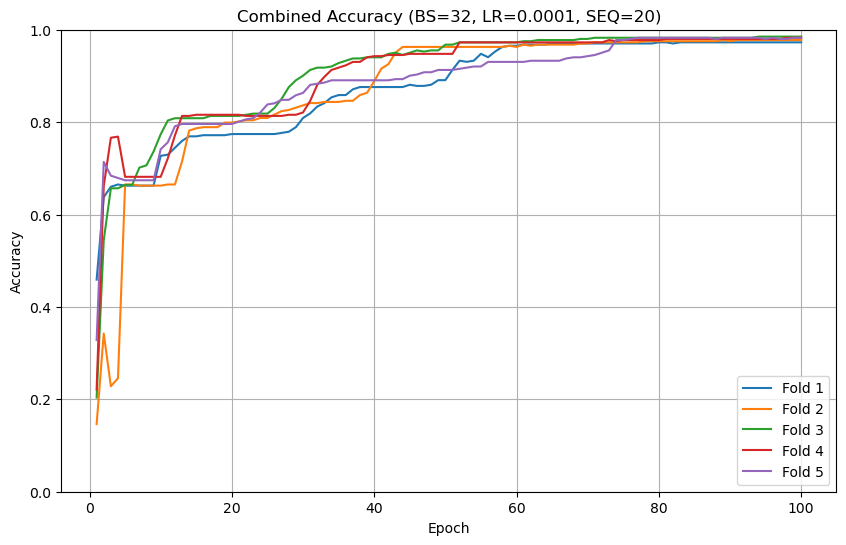 Combined Accuracy (BS=32, LR=0.0001, SEQ=20)
1.0
0.8
0.6
0.4
0.2
0.0
Accuracy
0 20 40 60 80 100
Epoch
Fold 1
Fold 2
Fold 3
Fold 4
Fold 5